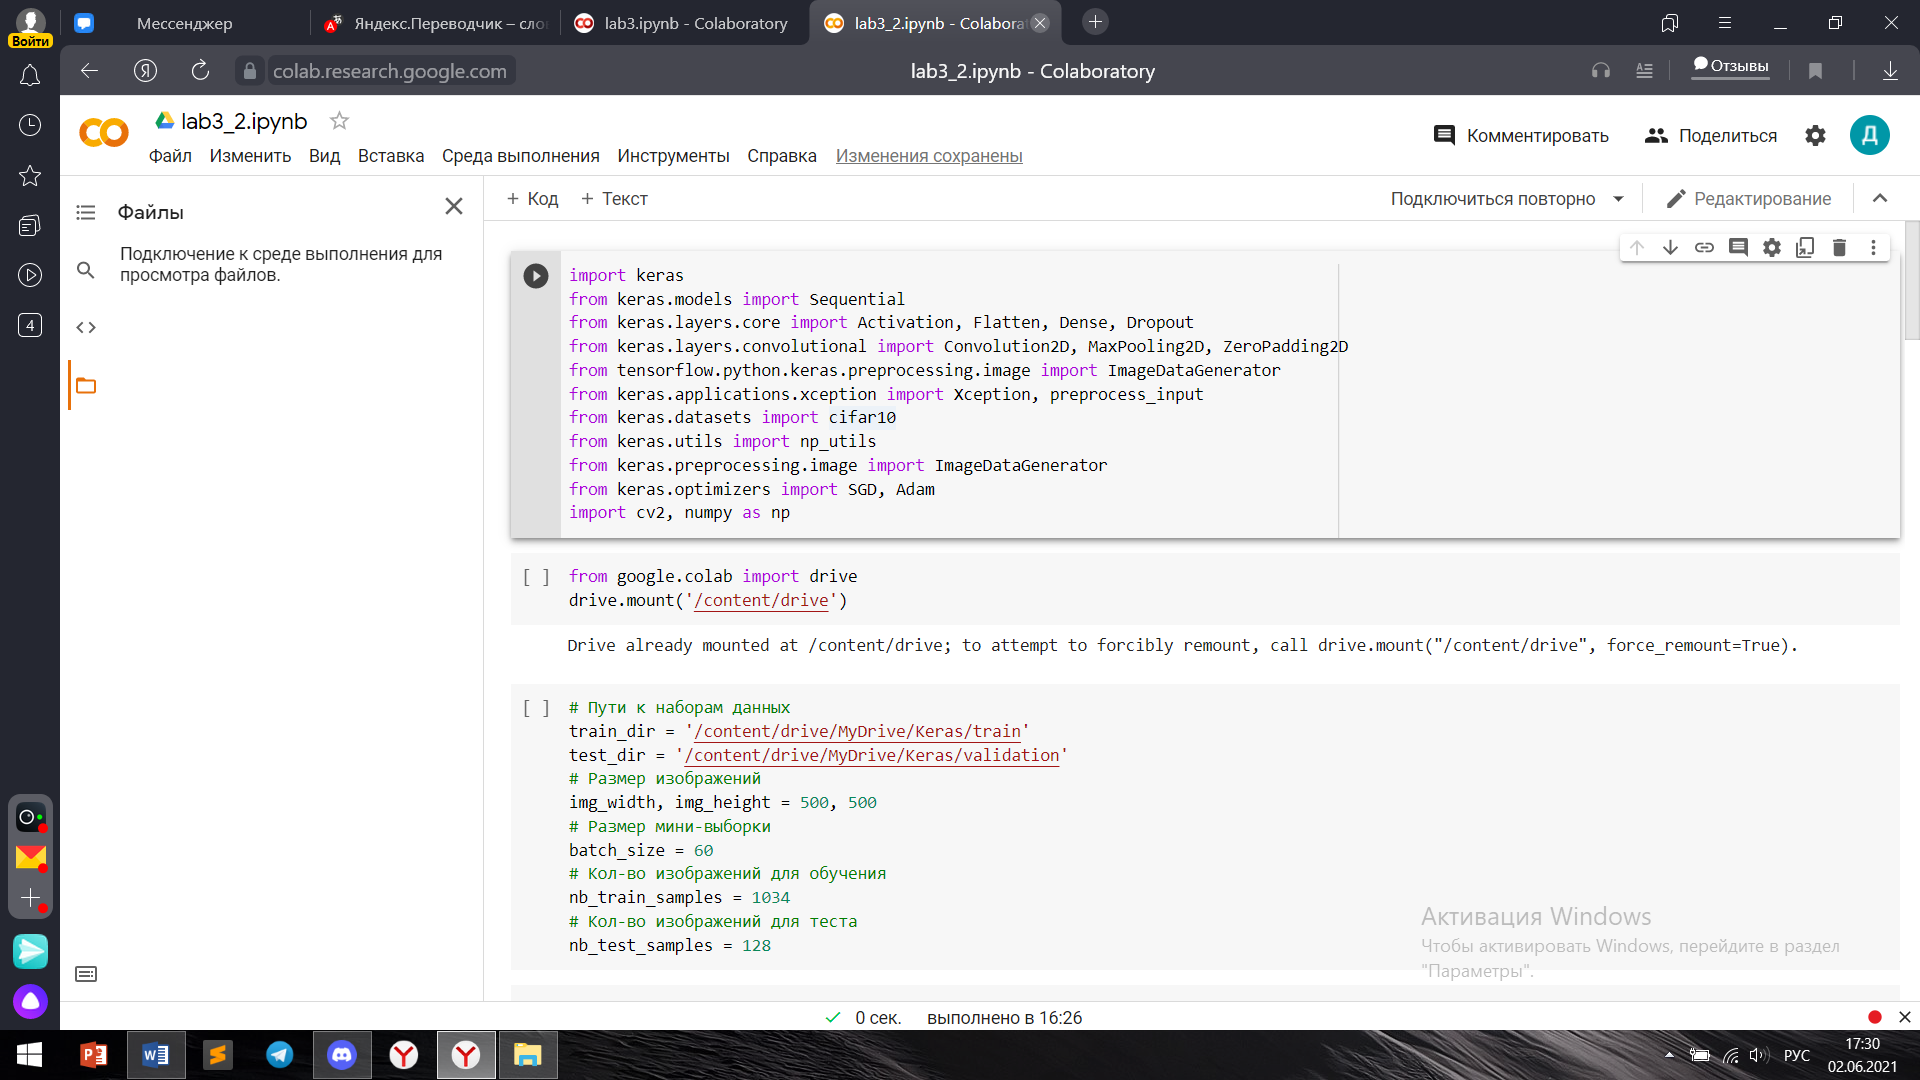 Мессенджер
Яндекс.Переводчик – сло
lab3.ipynb - Colaboratory
lab3_2.ipynb - Colabora
Войти
colab.research.google.com
lab3_2.ipynb - Colaboratory
Отзывы
lab3_2.ipynb
Комментировать
Поделиться
Д
Файл Изменить Вид Вставка Среда выполнения Инструменты Справка Изменения сохранены
Файлы
+ Код + Текст
Подключиться повторно
Редактирование
Подключение к среде выполнения для
просмотра файлов.
4
import keras
from keras.models import Sequential
from keras.layers.core import Activation, Flatten, Dense, Dropout
from keras.layers.convolutional import Convolution2D, MaxPooling2D, ZeroPadding2D
from tensorflow.python.keras.preprocessing.image import ImageDataGenerator
from keras.applications.xception import Xception, preprocess_input
from keras.datasets import cifar10
from keras.utils import np_utils
from keras.preprocessing.image import ImageDataGenerator
from keras.optimizers import SGD, Adam
import cv2, numpy as np
[ ] from google.colab import drive
drive.mount('/content/drive')
Drive already mounted at /content/drive; to attempt to forcibly remount, call drive.mount("/content/drive", force_remount=True).
[ ] # Пути к наборам данных
train_dir = '/content/drive/MyDrive/Keras/train'
test_dir = '/content/drive/MyDrive/Keras/validation'
# Размер изображений
img_width, img_height = 500, 500
# Размер мини-выборки
batch_size = 60
# Кол-во изображений для обучения
nb_train_samples = 1034
# Кол-во изображений для теста
nb_test_samples = 128
Активация Windows
Чтобы активировать Windows, перейдите в раздел
"Параметры".
0 сек. выполнено в 16:26
РУС
17:30
02.06.2021